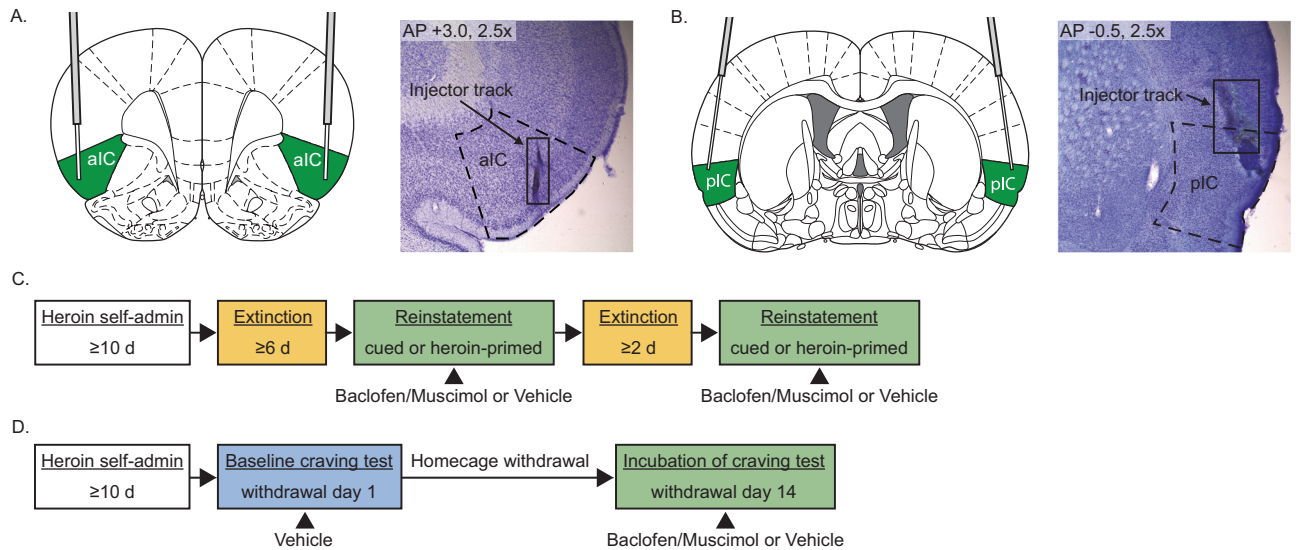 A.
aIC
aIC
AP +3.0, 2.5x
Injector track
aIC
B.
pIC
pIC
AP -0.5, 2.5x
Injector track
pIC
C.
Heroin self-admin
≥10 d
Extinction
≥6 d
Reinstatement
cued or heroin-primed
Extinction
≥2 d
Reinstatement
cued or heroin-primed
Baclofen/Muscimol or Vehicle
Baclofen/Muscimol or Vehicle
D.
Heroin self-admin
≥10 d
Baseline craving test
withdrawal day 1
Homecage withdrawal
Incubation of craving test
withdrawal day 14
Vehicle
Baclofen/Muscimol or Vehicle